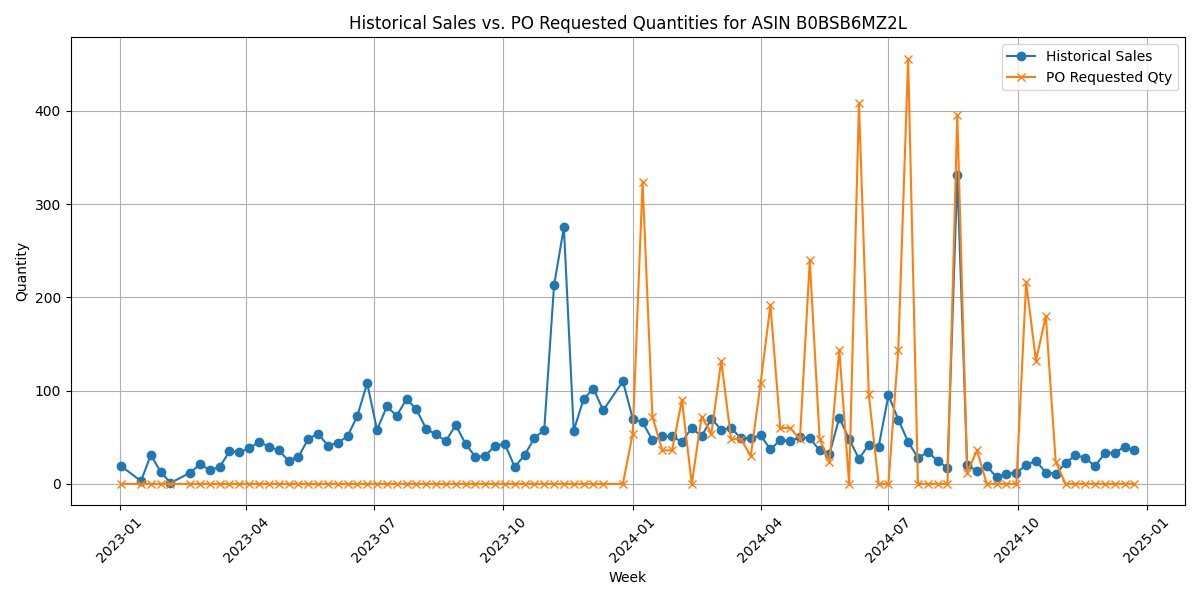 Historical Sales vs. PO Requested Quantities for ASIN B0BSB6MZ2L
Historical Sales
PO Requested Qty
Quantity
400
300
200
100
0
2023-01
2023-04
2023-07
2023-10
2024-01
2024-04
2024-07
2024-10
2025-01
Week